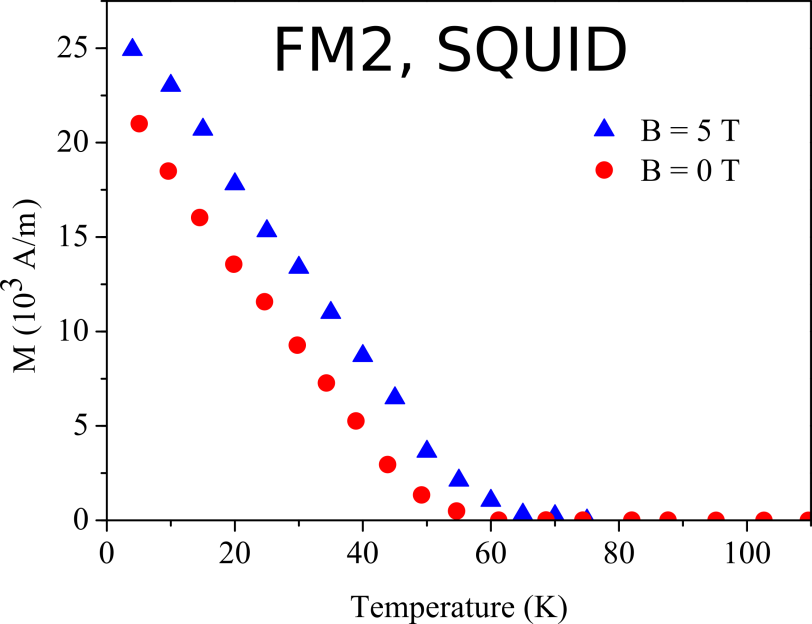 FM2, SQUID
B = 5 T
B = 0 T
M (10³ A/m)
25
20
15
10
5
0
0 20 40 60 80 100
Temperature (K)